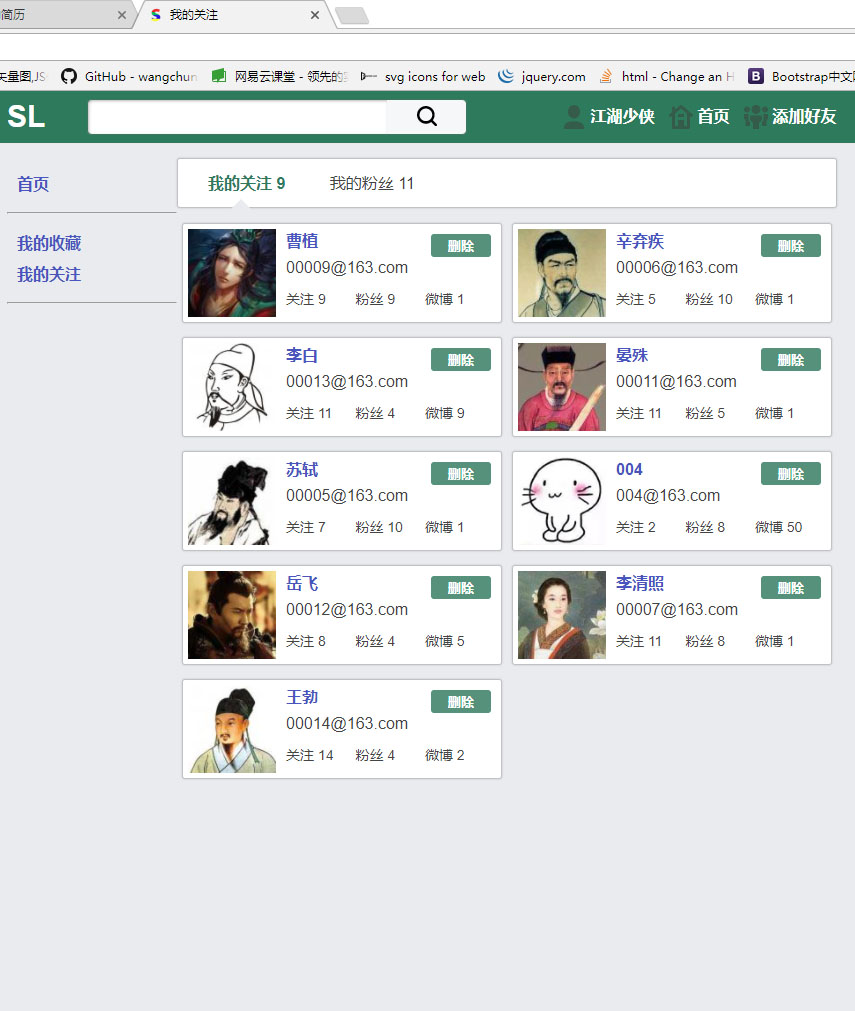 简历
我的关注
矢量图,JS
GitHub - wangchun
网易云课堂 - 领先的
svg icons for web
jquery.com
html - Change an H
B
Bootstrap中文
SL
江湖少侠
首页
添加好友
首页
我的收藏
我的关注
我的关注 9
我的粉丝 11
曹植
删除
00009@163.com
关注 9 粉丝 9 微博 1
辛弃疾
删除
00006@163.com
关注 5 粉丝 10 微博 1
李白
删除
00013@163.com
关注 11 粉丝 4 微博 9
晏殊
删除
00011@163.com
关注 11 粉丝 5 微博 1
苏轼
删除
00005@163.com
关注 7 粉丝 10 微博 1
004
删除
004@163.com
关注 2 粉丝 8 微博 50
岳飞
删除
00012@163.com
关注 8 粉丝 4 微博 5
李清照
删除
00007@163.com
关注 11 粉丝 8 微博 1
王勃
删除
00014@163.com
关注 14 粉丝 4 微博 2